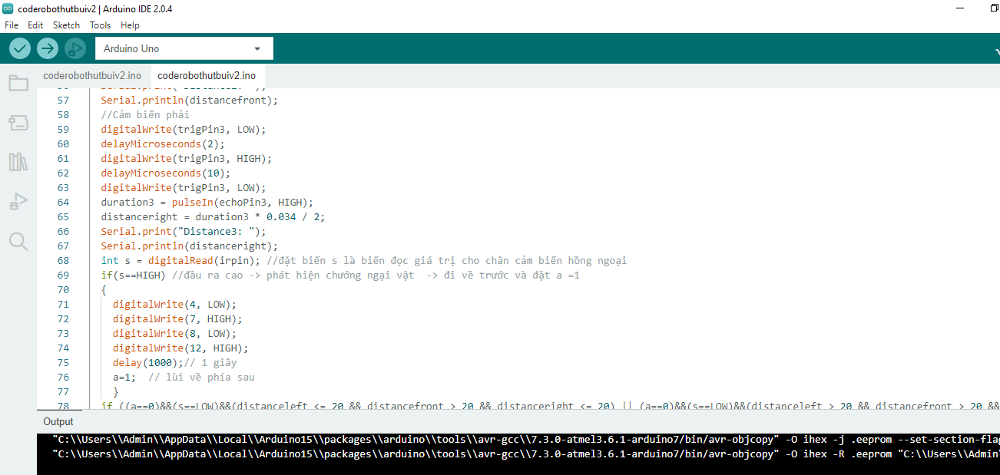 coderobothutbuiv2 | Arduino IDE 2.0.4
File Edit Sketch Tools Help
Arduino Uno
coderobothutbuiv2.ino coderobothutbuiv2.ino
57 Serial.println(distancefront);
58 //Cảm biến phải
59 digitalWrite(trigPin3, LOW);
60 delayMicroseconds(2);
61 digitalWrite(trigPin3, HIGH);
62 delayMicroseconds(10);
63 digitalWrite(trigPin3, LOW);
64 duration3 = pulseIn(echoPin3, HIGH);
65 distanceright = duration3 * 0.034 / 2;
66 Serial.print("Distance3: ");
67 Serial.println(distanceright);
68 int s = digitalRead(irpin); //đặt biến s là biến đọc giá trị cho chân cảm biến hồng ngoại
69 if(s==HIGH) //đầu ra cao -> phát hiện chướng ngại vật -> đi về trước và đặt a =1
70 {
71 digitalWrite(4, LOW);
72 digitalWrite(7, HIGH);
73 digitalWrite(8, LOW);
74 digitalWrite(12, HIGH);
75 delay(1000);// 1 giây
76 a=1; // lùi về phía sau
77 }
78 if ((a==0)&&(s==LOW)&&(distanceleft <= 20 && distancefront > 20 && distanceright <= 20) || (a==0)&&(s==LOW)&&(distanceleft > 20 && distancefront > 20 &&
Output
"C:\\Users\\Admin\\AppData\\Local\\Arduino15\\packages\\arduino\\tools\\avr-gcc\\7.3.0-atmel3.6.1-arduino7/bin/avr-objcopy" -O ihex -j .eeprom --set-section-flag
"C:\\Users\\Admin\\AppData\\Local\\Arduino15\\packages\\arduino\\tools\\avr-gcc\\7.3.0-atmel3.6.1-arduino7/bin/avr-objcopy" -O ihex -R .eeprom "C:\\Users\\Admin